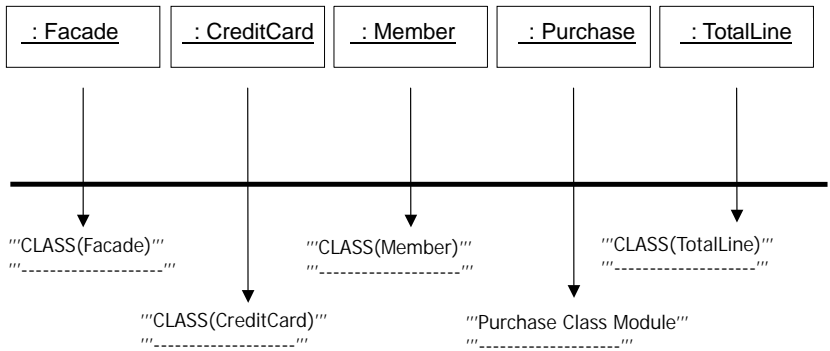 : Facade
: CreditCard
: Member
: Purchase
: TotalLine
'''CLASS(Facade)'''
'''---------------------'''
'''CLASS(Member)'''
'''---------------------'''
'''CLASS(TotalLine)'''
'''---------------------'''
'''CLASS(CreditCard)'''
'''---------------------'''
'''Purchase Class Module'''
'''---------------------'''